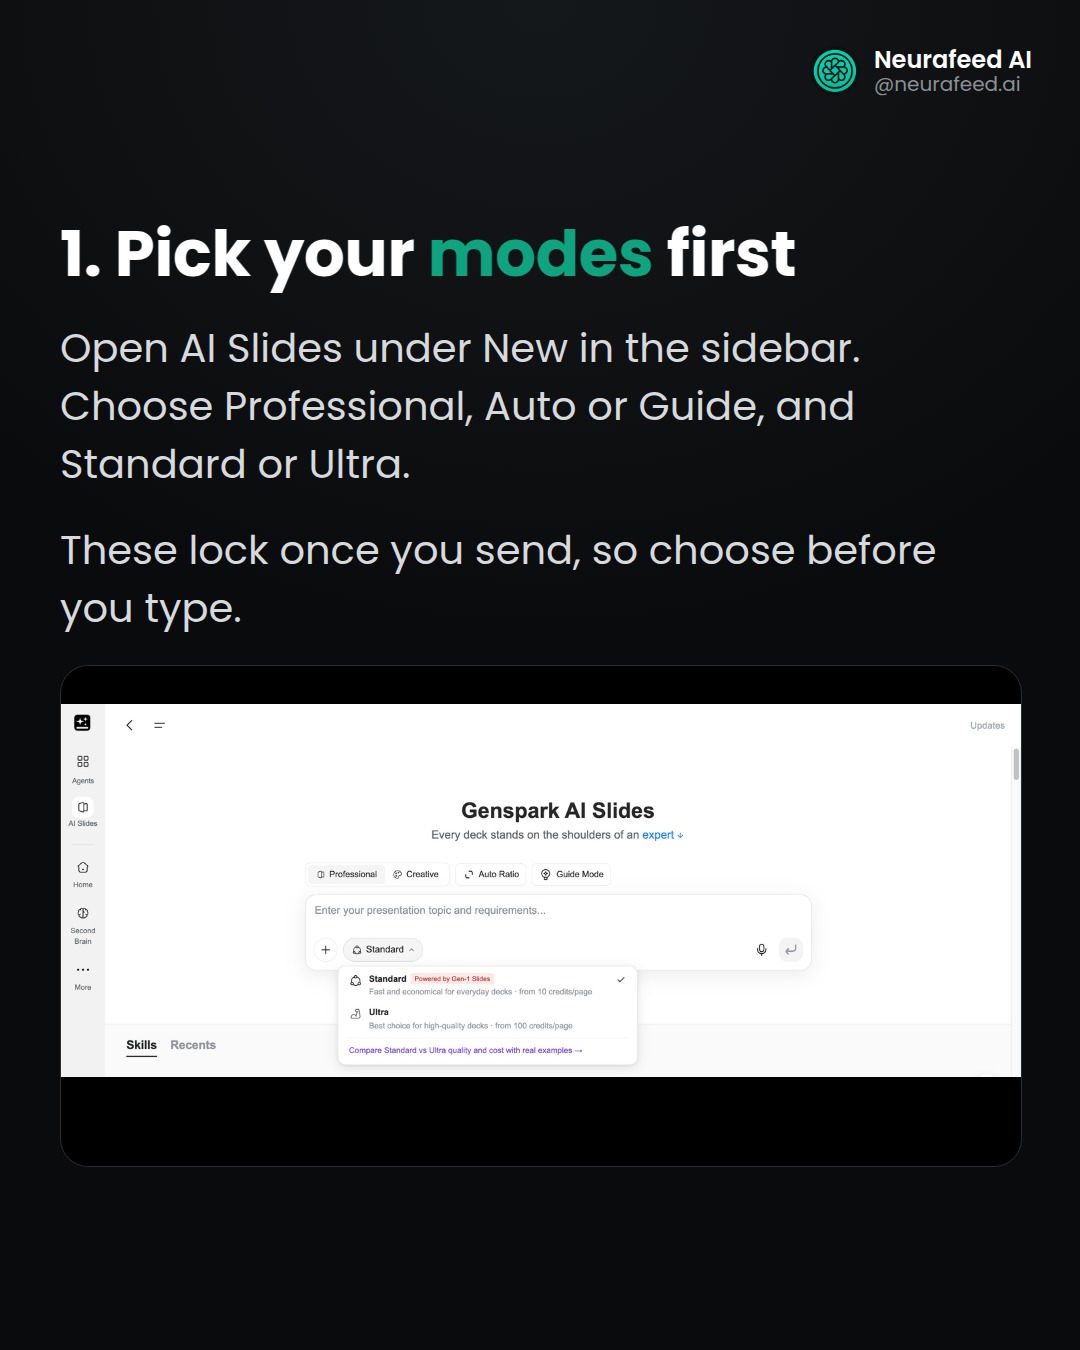 Neurafeed AI
@neurafeed.ai
1. Pick your modes first
Open AI Slides under New in the sidebar.
Choose Professional, Auto or Guide, and
Standard or Ultra.
These lock once you send, so choose before
you type.
Updates
Agents
AI Slides
Home
Second
Brain
More
Genspark AI Slides
Every deck stands on the shoulders of an expert ↓
Professional Creative Auto Ratio Guide Mode
Enter your presentation topic and requirements...
Standard
Standard Powered by Gen-1 Slides
Fast and economical for everyday decks · from 10 credits/page
Ultra
Best choice for high-quality decks · from 100 credits/page
Compare Standard vs Ultra quality and cost with real examples →
Skills Recents